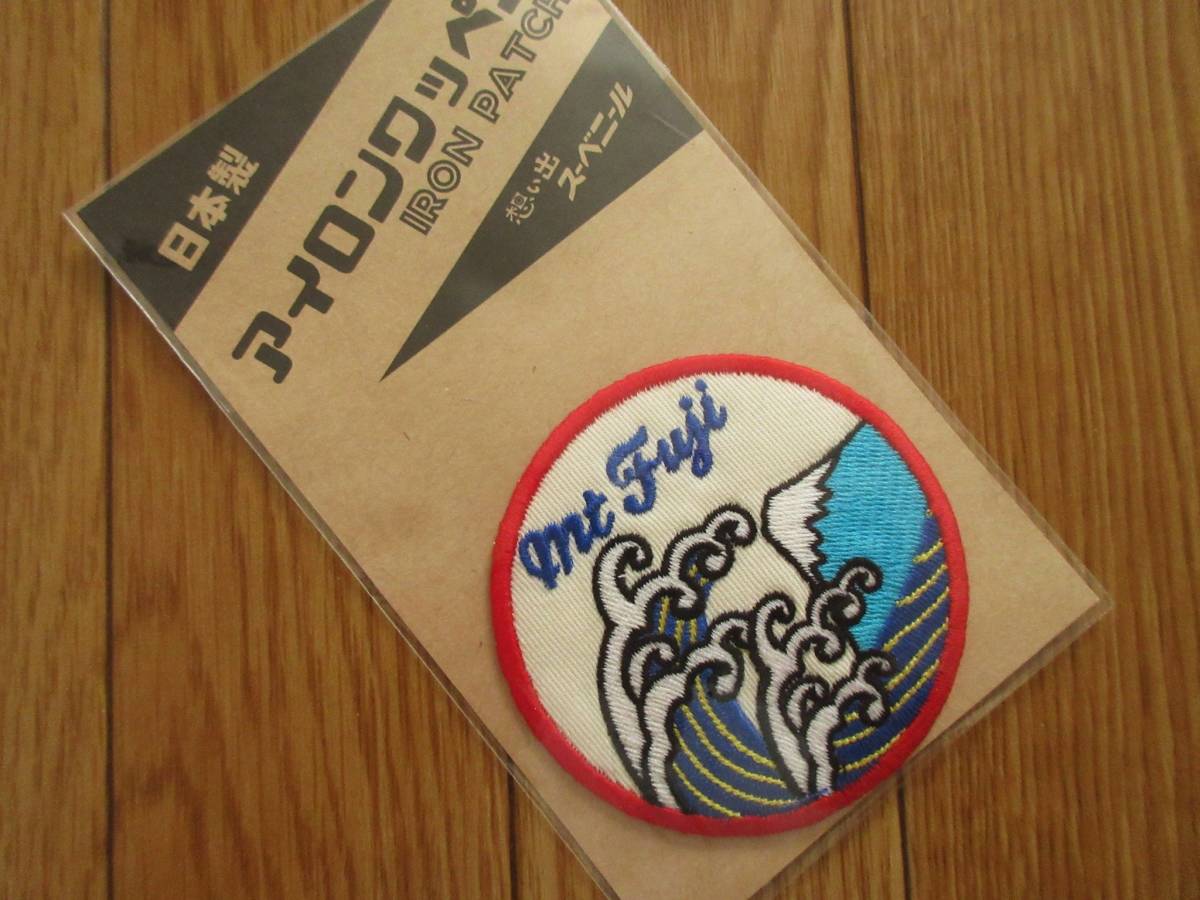 日本製
アイロンワッペ
IRON PATCH
想い出
スーベニール
Mt Fuji